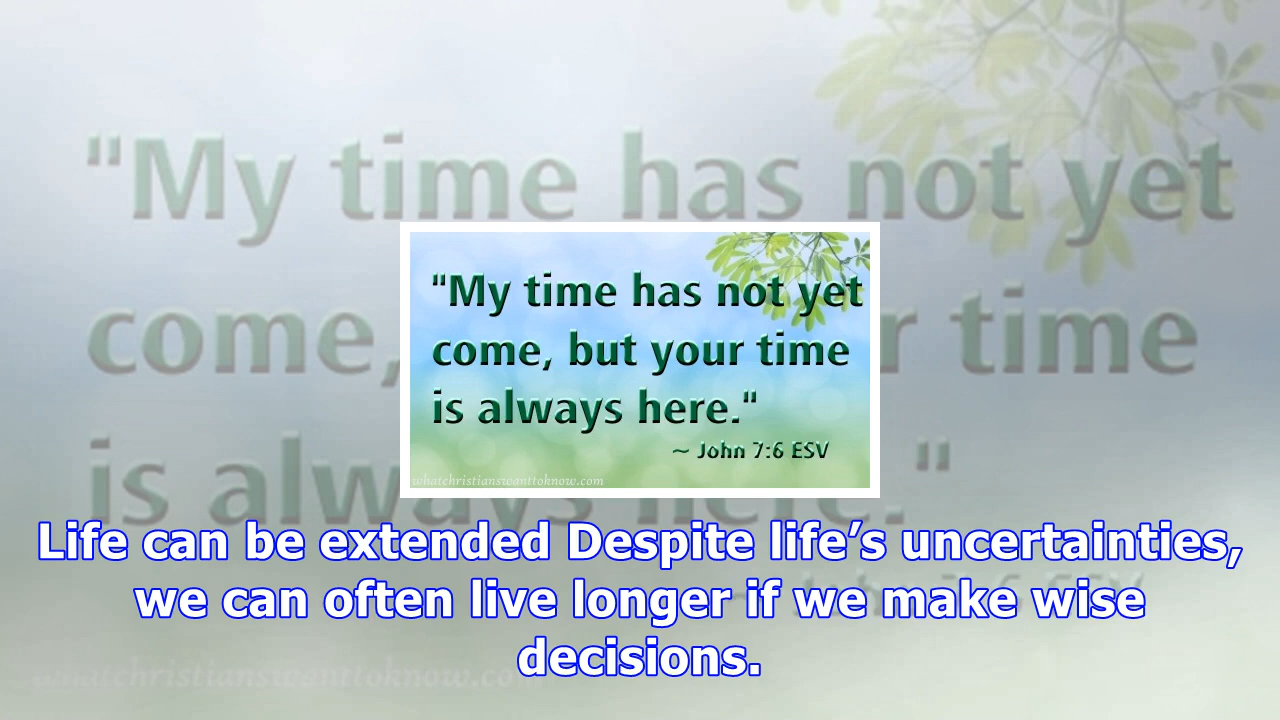 "My time has not yet
come, but your time
is always here."
~ John 7:6 ESV
whatchristianswanttoknow.com
Life can be extended Despite life’s uncertainties,
we can often live longer if we make wise
decisions.